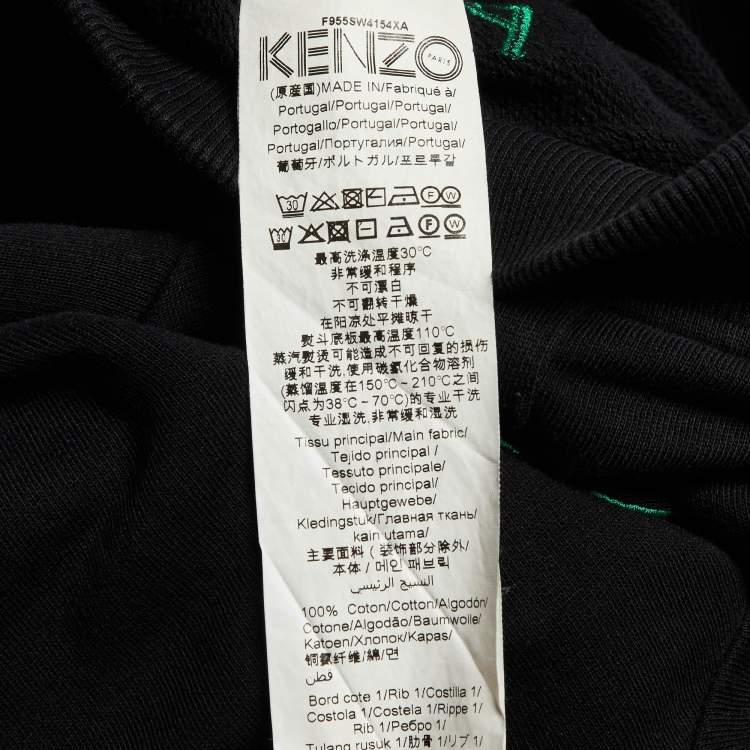 T
F955SW4154XA
KENZO
PARIS
(原産国)MADE IN/Fabriqué à/
Portugal/Portugal/Portugal/
Portogallo/Portugal/Portugal/
Portugal/Португалия/Portugal/
葡萄牙/ポルトガル/포르투갈
30 F W
30 F W
最高洗涤温度30°C
非常缓和程序
不可漂白
不可翻转干燥
在阳凉处平摊晾干
熨斗底板最高温度110°C
蒸汽熨烫可能造成不可回复的损伤
缓和干洗,使用碳氢化合物溶剂
(蒸馏温度在150°C~210°C之间
闪点为38°C~70°C)的专业干洗
专业湿洗,非常缓和湿洗
Tissu principal/Main fabric/
Tejido principal /
Tessuto principale/
Tecido principal /
Hauptgewebe/
Kledingstuk/Главная ткань/
kain utama/
主要面料 ( 装饰部分除外/
本体 / 메인 패브릭
النسيج الرئيسي
100% Coton/Cotton/Algodón/
Cotone/Algodão/Baumwolle/
Katoen/Хлопок/Kapas/
铜氨纤维/綿/면
قطن
Bord cote 1/Rib 1/Costilla 1/
Costola 1/Costela 1/Rippe 1/
Rib 1/Ребро 1/
Tulang rusuk 1/肋骨 1/リブ 1/